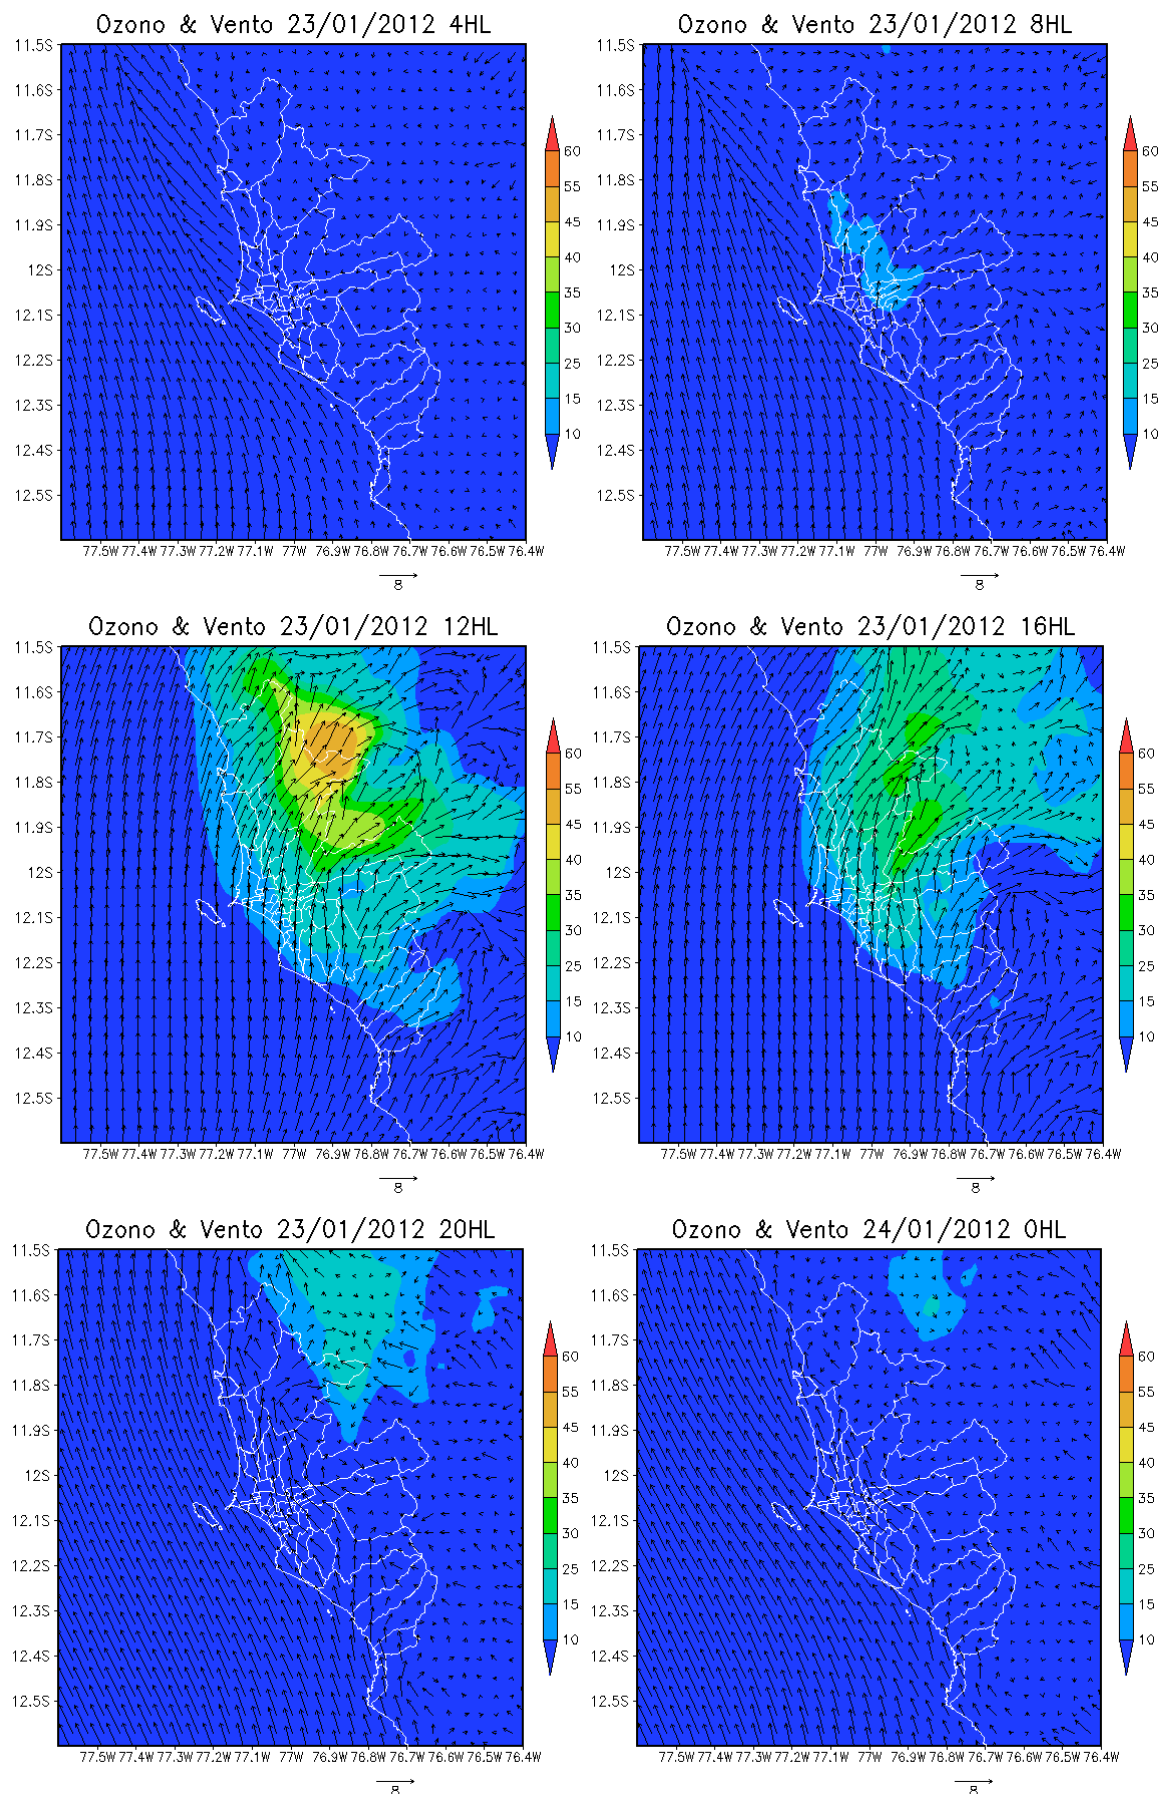 Ozono & Vento 23/01/2012 4HL
11.5S
11.6S
11.7S
11.8S
11.9S
12S
12.1S
12.2S
12.3S
12.4S
12.5S
77.5W 77.4W 77.3W 77.2W 77.1W 77W 76.9W 76.8W 76.7W 76.6W 76.5W 76.4W
8
60
55
45
40
35
30
25
15
10
Ozono & Vento 23/01/2012 8HL
11.5S
11.6S
11.7S
11.8S
11.9S
12S
12.1S
12.2S
12.3S
12.4S
12.5S
77.5W 77.4W 77.3W 77.2W 77.1W 77W 76.9W 76.8W 76.7W 76.6W 76.5W 76.4W
8
60
55
45
40
35
30
25
15
10
Ozono & Vento 23/01/2012 12HL
11.5S
11.6S
11.7S
11.8S
11.9S
12S
12.1S
12.2S
12.3S
12.4S
12.5S
77.5W 77.4W 77.3W 77.2W 77.1W 77W 76.9W 76.8W 76.7W 76.6W 76.5W 76.4W
8
60
55
45
40
35
30
25
15
10
Ozono & Vento 23/01/2012 16HL
11.5S
11.6S
11.7S
11.8S
11.9S
12S
12.1S
12.2S
12.3S
12.4S
12.5S
77.5W 77.4W 77.3W 77.2W 77.1W 77W 76.9W 76.8W 76.7W 76.6W 76.5W 76.4W
8
60
55
45
40
35
30
25
15
10
Ozono & Vento 23/01/2012 20HL
11.5S
11.6S
11.7S
11.8S
11.9S
12S
12.1S
12.2S
12.3S
12.4S
12.5S
77.5W 77.4W 77.3W 77.2W 77.1W 77W 76.9W 76.8W 76.7W 76.6W 76.5W 76.4W
8
60
55
45
40
35
30
25
15
10
Ozono & Vento 24/01/2012 0HL
11.5S
11.6S
11.7S
11.8S
11.9S
12S
12.1S
12.2S
12.3S
12.4S
12.5S
77.5W 77.4W 77.3W 77.2W 77.1W 77W 76.9W 76.8W 76.7W 76.6W 76.5W 76.4W
8
60
55
45
40
35
30
25
15
10